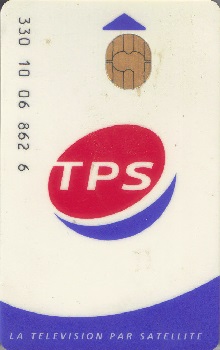 330 10 06 862 6
TPS
LA TELEVISION PAR SATELLITE